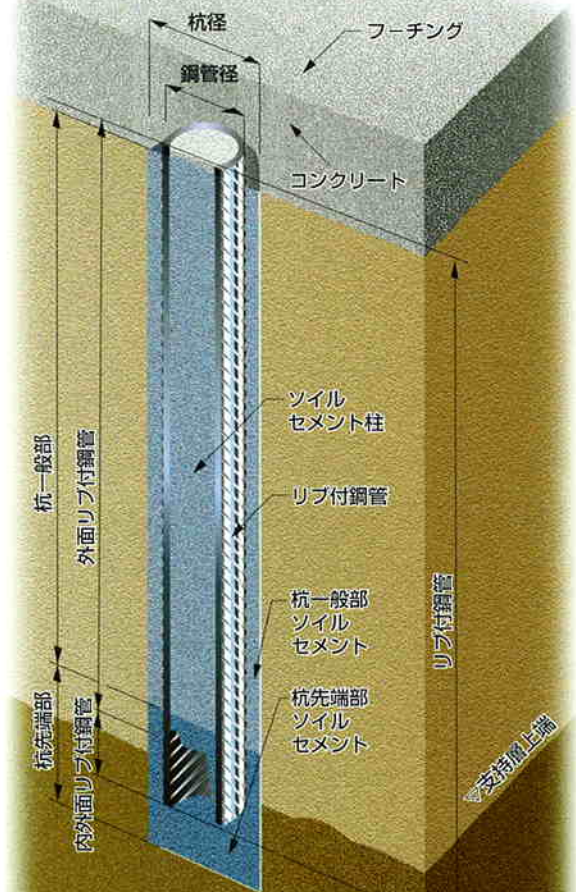 杭径
フーチング
鋼管径
コンクリート
ソイル
セメント柱
リブ付鋼管
杭一般部
ソイル
セメント
杭先端部
ソイル
セメント
杭一般部
外面リブ付鋼管
杭先端部
内外面リブ付鋼管
リブ付鋼管
▽支持層上端